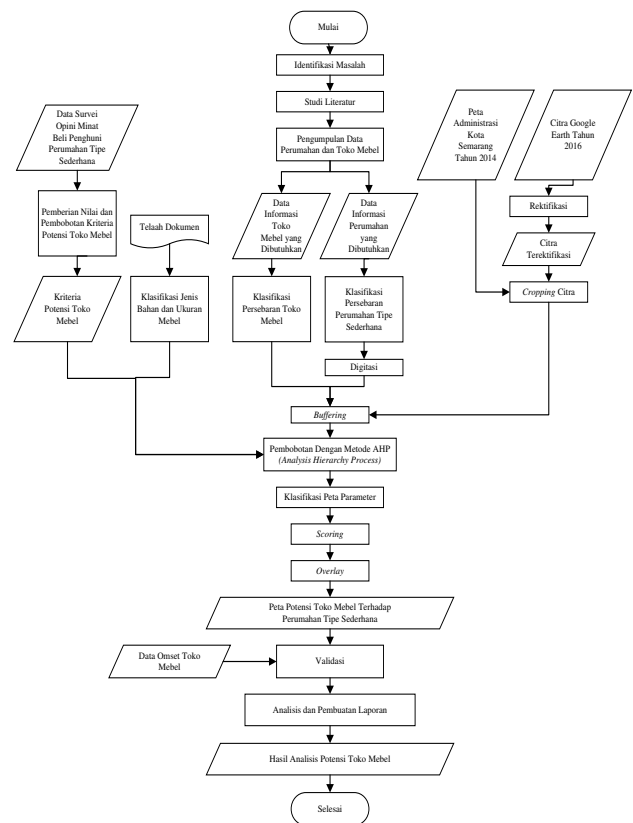 Mulai
Identifikasi Masalah
Studi Literatur
Pengumpulan Data
Perumahan dan Toko Mebel
Data Survei
Opini Minat
Beli Penghuni
Perumahan Tipe
Sederhana
Pemberian Nilai dan
Pembobotan Kriteria
Potensi Toko Mebel
Kriteria
Potensi Toko
Mebel
Telaah Dokumen
Klasifikasi Jenis
Bahan dan Ukuran
Mebel
Data
Informasi
Toko
Mebel yang
Dibutuhkan
Klasifikasi
Persebaran Toko
Mebel
Data
Informasi
Perumahan
yang
Dibutuhkan
Klasifikasi
Persebaran
Perumahan Tipe
Sederhana
Digitasi
Peta
Administrasi
Kota
Semarang
Tahun 2014
Citra Google
Earth Tahun
2016
Rektifikasi
Citra
Terektifikasi
Cropping Citra
Buffering
Pembobotan Dengan Metode AHP
(Analysis Hierarchy Process)
Klasifikasi Peta Parameter
Scoring
Overlay
Peta Potensi Toko Mebel Terhadap
Perumahan Tipe Sederhana
Data Omset Toko
Mebel
Validasi
Analisis dan Pembuatan Laporan
Hasil Analisis Potensi Toko Mebel
Selesai